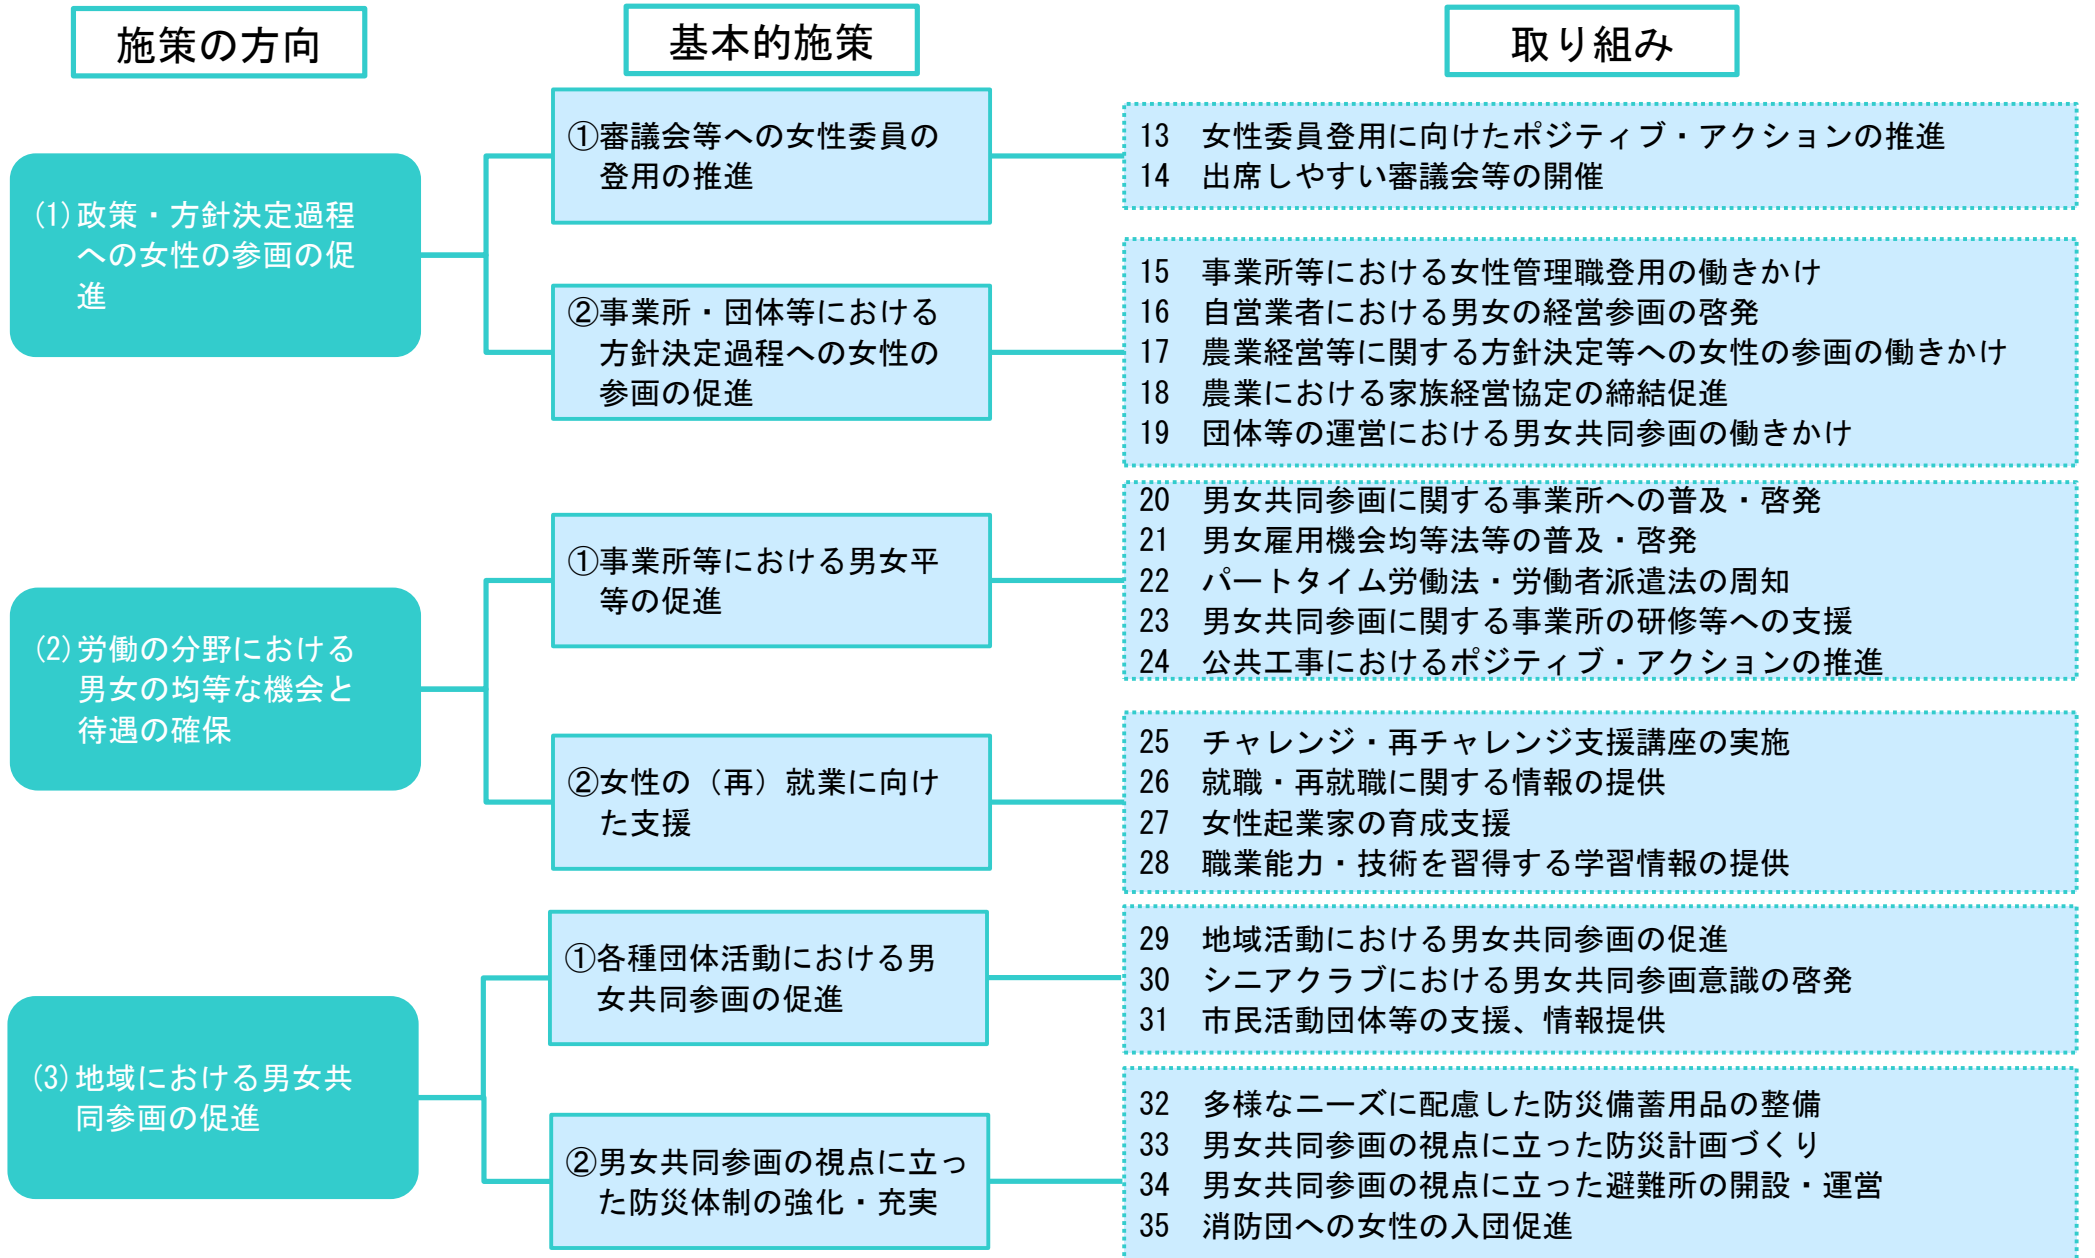 施策の方向
基本的施策
取り組み
(1)政策・方針決定過程
への女性の参画の促
進
①審議会等への女性委員の
登用の推進
13 女性委員登用に向けたポジティブ・アクションの推進
14 出席しやすい審議会等の開催
②事業所・団体等における
方針決定過程への女性の
参画の促進
15 事業所等における女性管理職登用の働きかけ
16 自営業者における男女の経営参画の啓発
17 農業経営等に関する方針決定等への女性の参画の働きかけ
18 農業における家族経営協定の締結促進
19 団体等の運営における男女共同参画の働きかけ
(2)労働の分野における
男女の均等な機会と
待遇の確保
①事業所等における男女平
等の促進
20 男女共同参画に関する事業所への普及・啓発
21 男女雇用機会均等法等の普及・啓発
22 パートタイム労働法・労働者派遣法の周知
23 男女共同参画に関する事業所の研修等への支援
24 公共工事におけるポジティブ・アクションの推進
②女性の（再）就業に向け
た支援
25 チャレンジ・再チャレンジ支援講座の実施
26 就職・再就職に関する情報の提供
27 女性起業家の育成支援
28 職業能力・技術を習得する学習情報の提供
(3)地域における男女共
同参画の促進
①各種団体活動における男
女共同参画の促進
29 地域活動における男女共同参画の促進
30 シニアクラブにおける男女共同参画意識の啓発
31 市民活動団体等の支援、情報提供
②男女共同参画の視点に立っ
た防災体制の強化・充実
32 多様なニーズに配慮した防災備蓄用品の整備
33 男女共同参画の視点に立った防災計画づくり
34 男女共同参画の視点に立った避難所の開設・運営
35 消防団への女性の入団促進